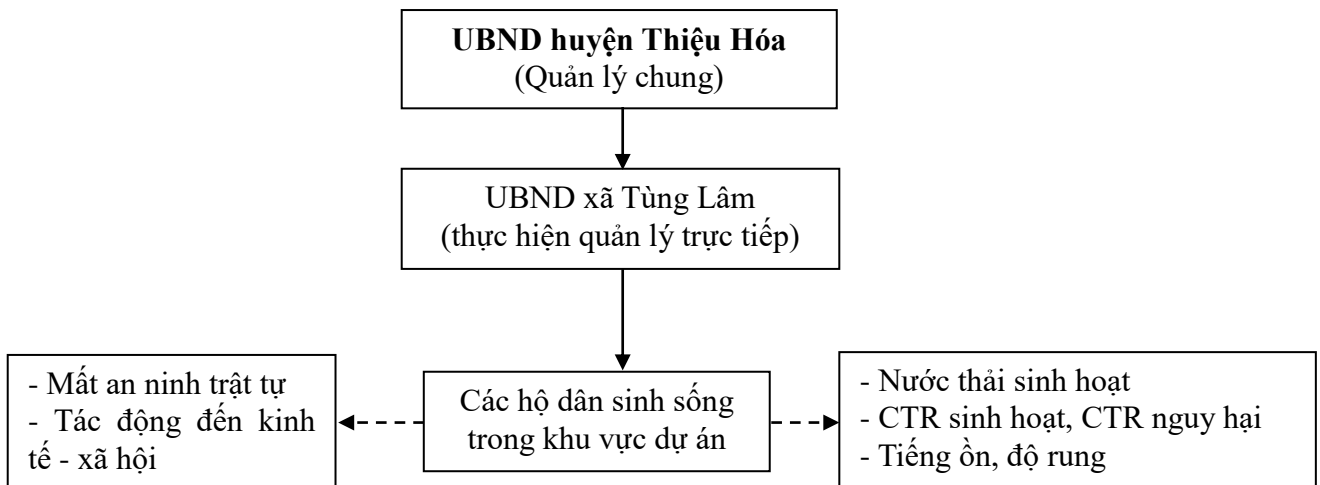 UBND huyện Thiệu Hóa
(Quản lý chung)
UBND xã Tùng Lâm
(thực hiện quản lý trực tiếp)
- Mất an ninh trật tự
- Tác động đến kinh
tế - xã hội
Các hộ dân sinh sống
trong khu vực dự án
- Nước thải sinh hoạt
- CTR sinh hoạt, CTR nguy hại
- Tiếng ồn, độ rung